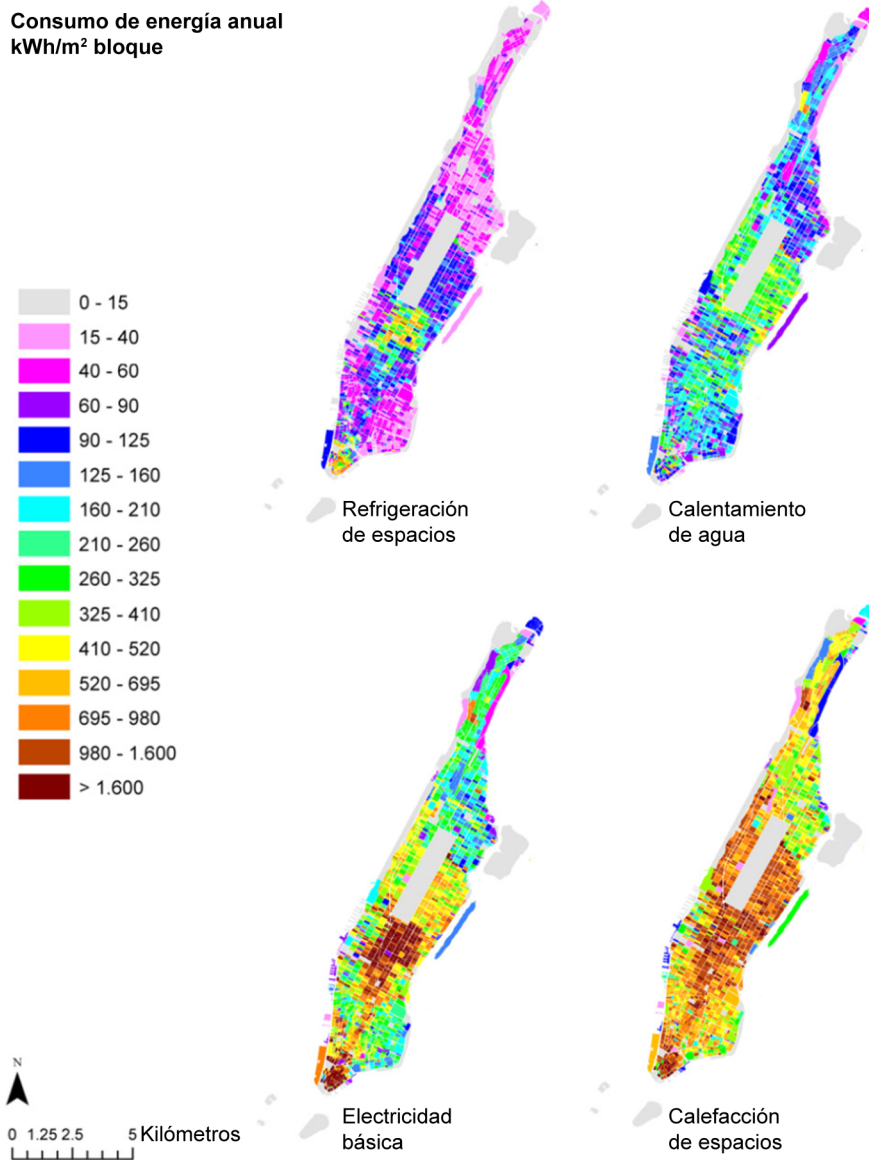 Consumo de energía anual
kWh/m² bloque
0 - 15
15 - 40
40 - 60
60 - 90
90 - 125
125 - 160
160 - 210
210 - 260
260 - 325
325 - 410
410 - 520
520 - 695
695 - 980
980 - 1.600
> 1.600
Refrigeración
de espacios
Calentamiento
de agua
Electricidad
básica
Calefacción
de espacios
N
0 1.25 2.5 5 Kilómetros